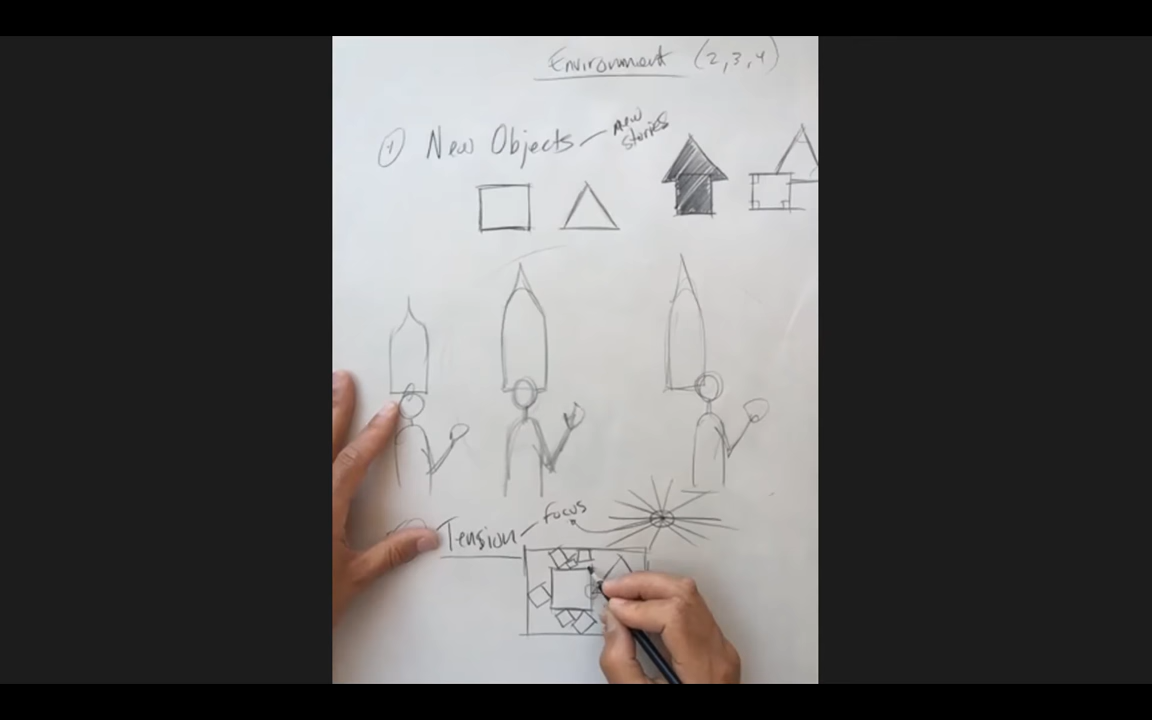 Environment (2,3,4)
1 New Objects — new
stories
Tension — focus